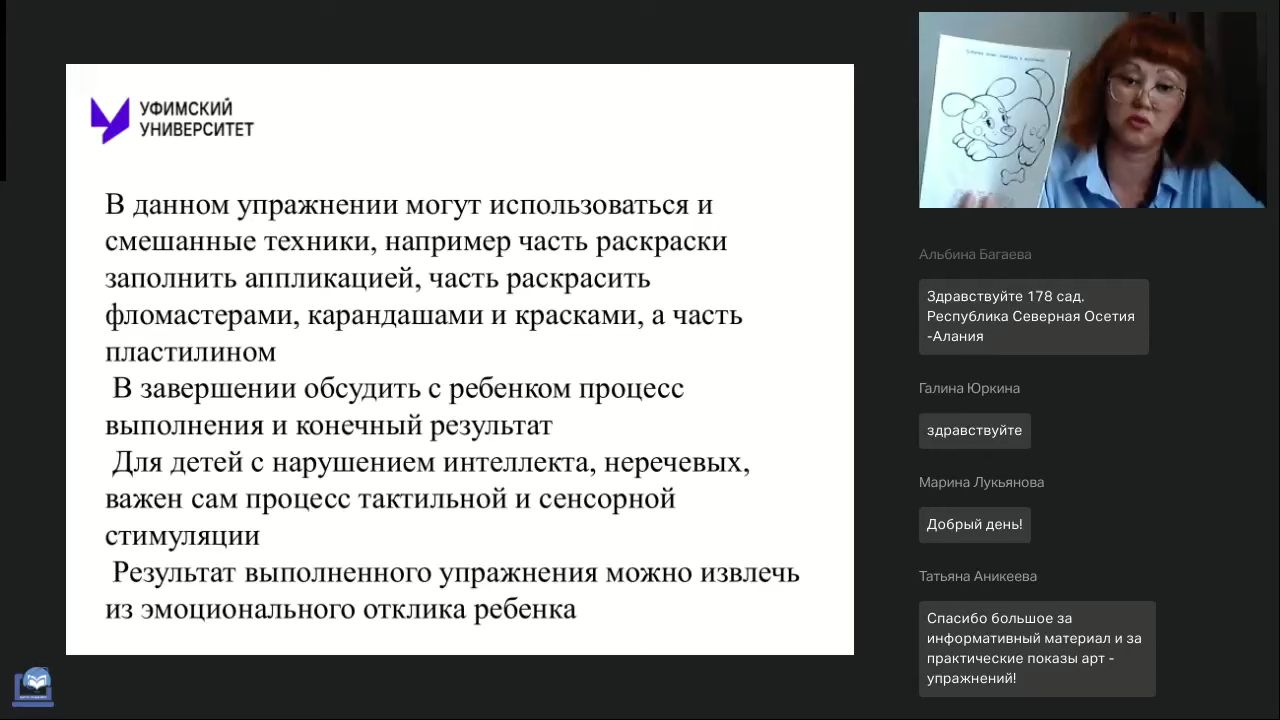 УФИМСКИЙ
УНИВЕРСИТЕТ
В данном упражнении могут использоваться и
смешанные техники, например часть раскраски
заполнить аппликацией, часть раскрасить
фломастерами, карандашами и красками, а часть
пластилином
В завершении обсудить с ребенком процесс
выполнения и конечный результат
Для детей с нарушением интеллекта, неречевых,
важен сам процесс тактильной и сенсорной
стимуляции
Результат выполненного упражнения можно извлечь
из эмоционального отклика ребенка
Альбина Багаева
Здравствуйте 178 сад.
Республика Северная Осетия
-Алания
Галина Юркина
здравствуйте
Марина Лукьянова
Добрый день!
Татьяна Аникеева
Спасибо большое за
информативный материал и за
практические показы арт -
упражнений!